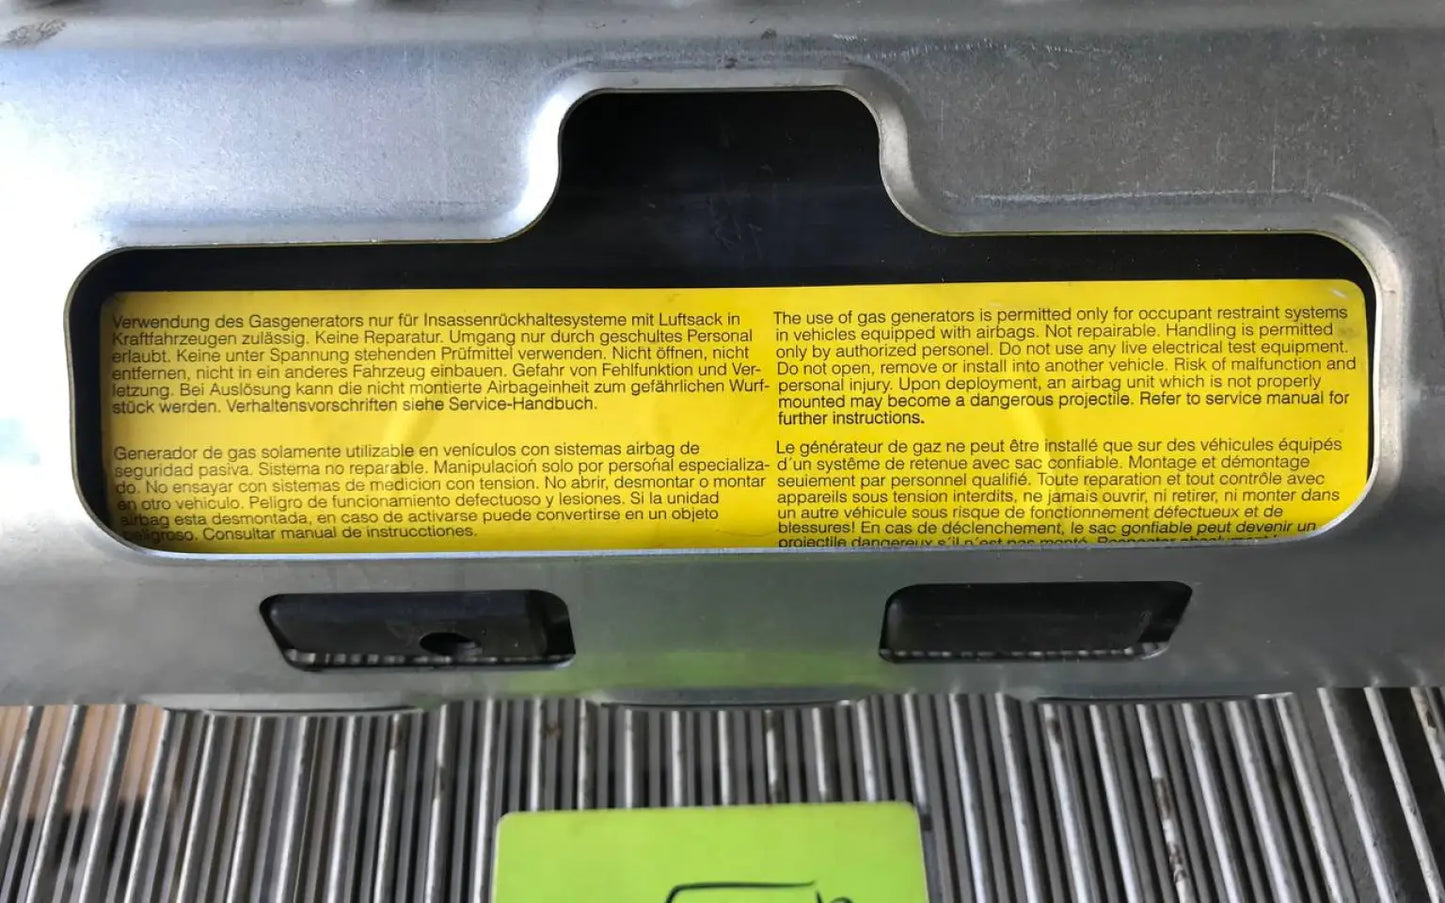 Verwendung des Gasgenerators nur für Insassenrückhaltesysteme mit Luftsack in
Kraftfahrzeugen zulässig. Keine Reparatur. Umgang nur durch geschultes Personal
erlaubt. Keine unter Spannung stehenden Prüfmittel verwenden. Nicht öffnen, nicht
entfernen, nicht in ein anderes Fahrzeug einbauen. Gefahr von Fehlfunktion und Ver-
letzung. Bei Auslösung kann die nicht montierte Airbageinheit zum gefährlichen Wurf-
stück werden. Verhaltensvorschriften siehe Service-Handbuch.
The use of gas generators is permitted only for occupant restraint systems
in vehicles equipped with airbags. Not repairable. Handling is permitted
only by authorized personel. Do not use any live electrical test equipment.
Do not open, remove or install into another vehicle. Risk of malfunction and
personal injury. Upon deployment, an airbag unit which is not properly
mounted may become a dangerous projectile. Refer to service manual for
further instructions.
Generador de gas solamente utilizable en venículos con sistemas airbag de
seguridad pasiva. Sistema no reparable. Manipulación solo por personal especializa-
do. No ensayar con sistemas de medicion con tension. No abrir, desmontar o montar
en otro vehiculo. Peligro de funcionamiento defectuoso y lesiones. Si la unidad
airbag esta desmontada, en caso de activarse puede convertirse en un objeto
peligroso. Consultar manual de instrucctiones.
Le générateur de gaz ne peut être installé que sur des véhicules équipés
d'un système de retenue avec sac confiable. Montage et démontage
seuiement par personnel qualifié. Toute reparation et tout contrôle avec
appareils sous tension interdits, ne jamais ouvrir, ni retirer, ni monter dans
un autre véhicule sous risque de fonctionnement défectueux et de
blessures! En cas de déclenchement, le sac gonfiable peut devenir un
projectile dangereux s'il n'est pas monté. Respecter absolument